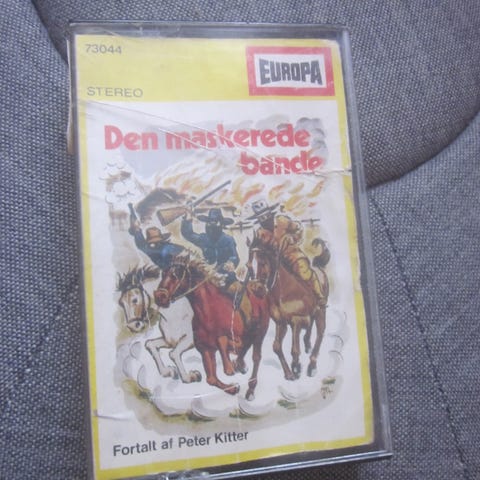 73044
EUROPA
STEREO
Den maskerede
bande
Fortalt af Peter Kitter